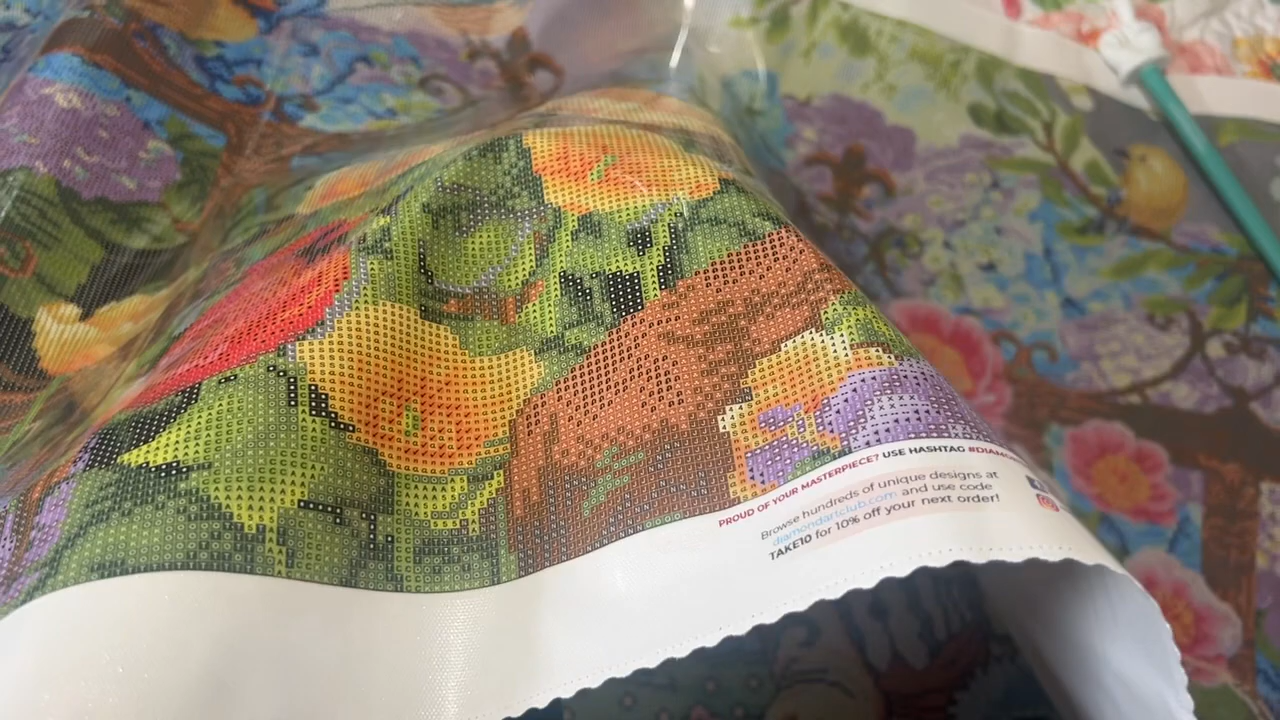 PROUD OF YOUR MASTERPIECE? USE HASHTAG
Browse hundreds of unique designs at
diamondartclub.com and use code
TAKE10 for 10% off your next order!